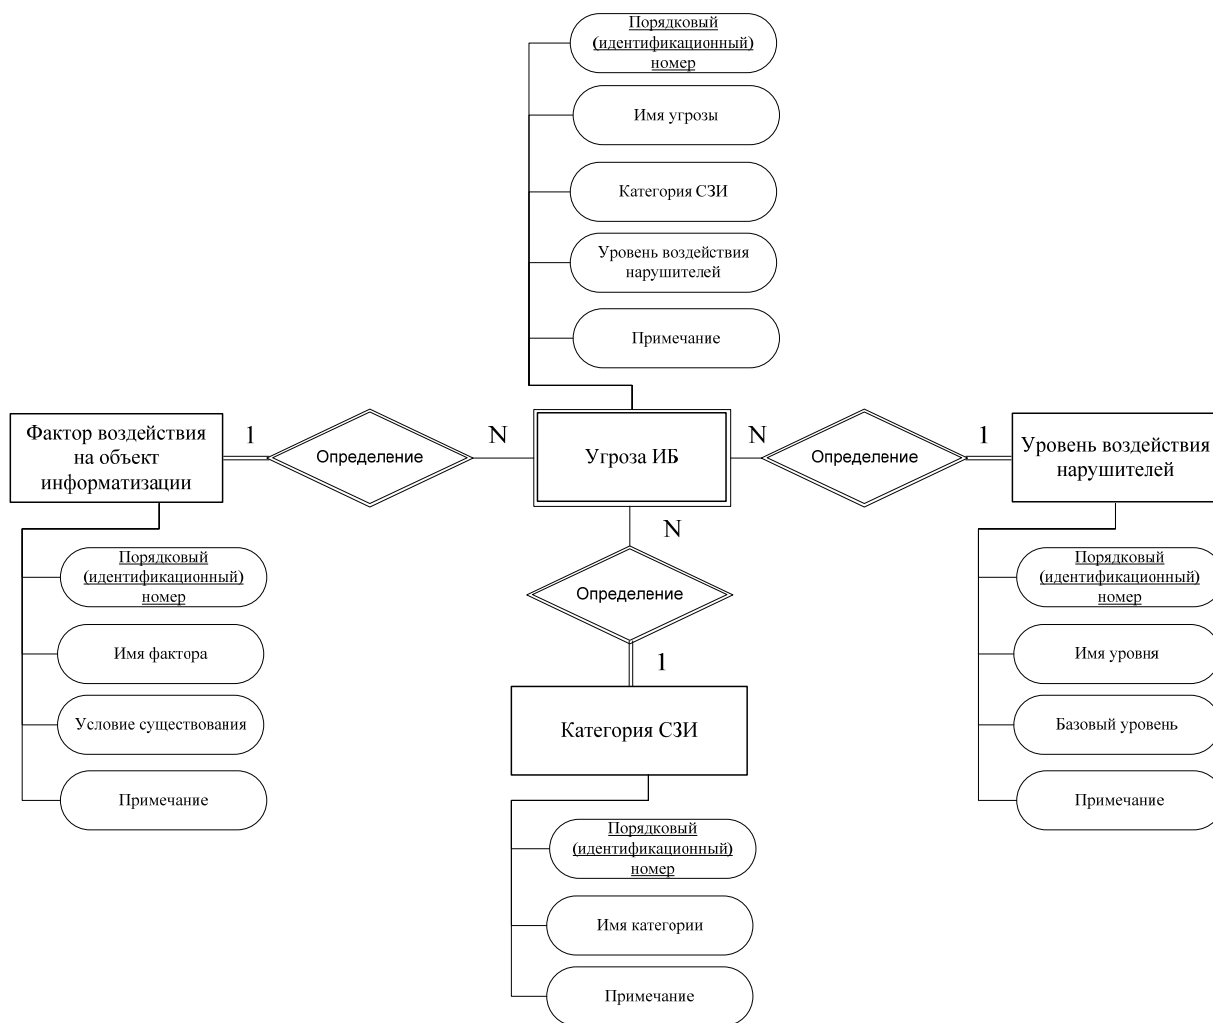 Порядковый
(идентификационный)
номер
Имя угрозы
Категория СЗИ
Уровень воздействия
нарушителей
Примечание
Фактор воздействия
на объект
информатизации
1
Определение
N
Угроза ИБ
N
Определение
1
Уровень воздействия
нарушителей
N
Определение
1
Категория СЗИ
Порядковый
(идентификационный)
номер
Имя фактора
Условие существования
Примечание
Порядковый
(идентификационный)
номер
Имя уровня
Базовый уровень
Примечание
Порядковый
(идентификационный)
номер
Имя категории
Примечание